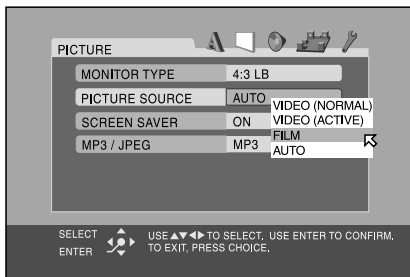 PICTURE
MONITOR TYPE 4:3 LB
PICTURE SOURCE AUTO
VIDEO (NORMAL)
SCREEN SAVER ON VIDEO (ACTIVE)
FILM
MP3 / JPEG MP3 AUTO
SELECT
ENTER
USE ▲▼◀▶ TO SELECT, USE ENTER TO CONFIRM.
TO EXIT, PRESS CHOICE.